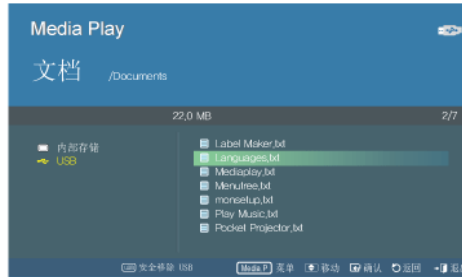 Media Play
文档 /Documents
22,0 MB 2/7
内部存储
USB
Label Maker,txt
Languages,txt
Mediaplay,txt
Menutree,txt
monsetup,txt
Play Music,txt
Pocket Projector,txt
安全移除 USB Media.P 菜单 移动 确认 返回